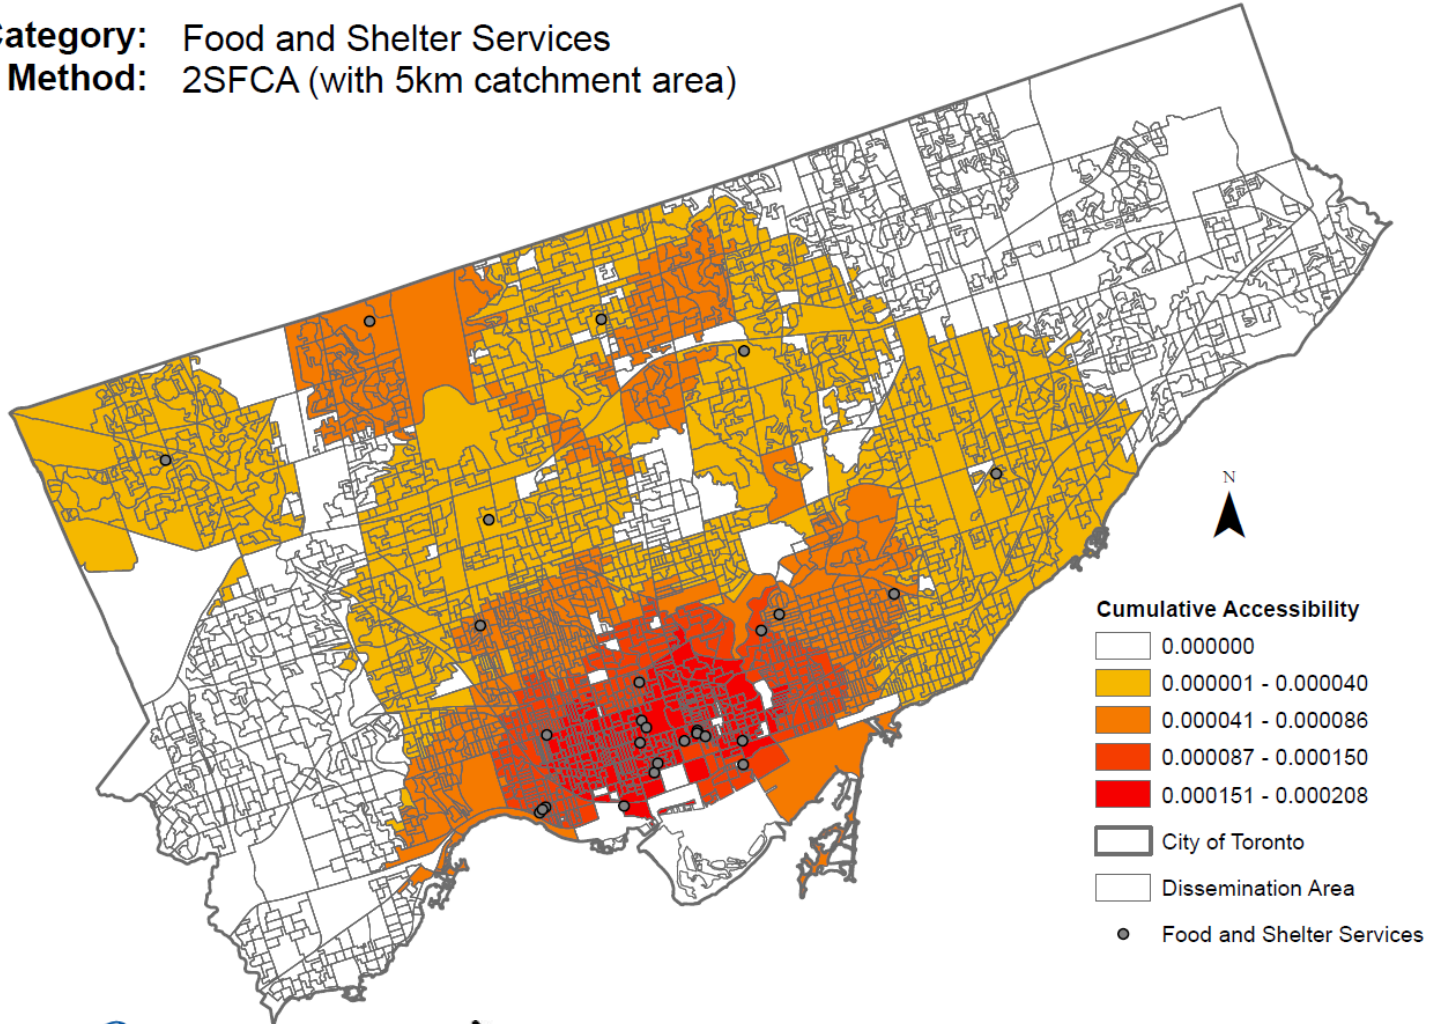 Category: Food and Shelter Services
Method: 2SFCA (with 5km catchment area)
N
Cumulative Accessibility
0.000000
0.000001 - 0.000040
0.000041 - 0.000086
0.000087 - 0.000150
0.000151 - 0.000208
City of Toronto
Dissemination Area
Food and Shelter Services